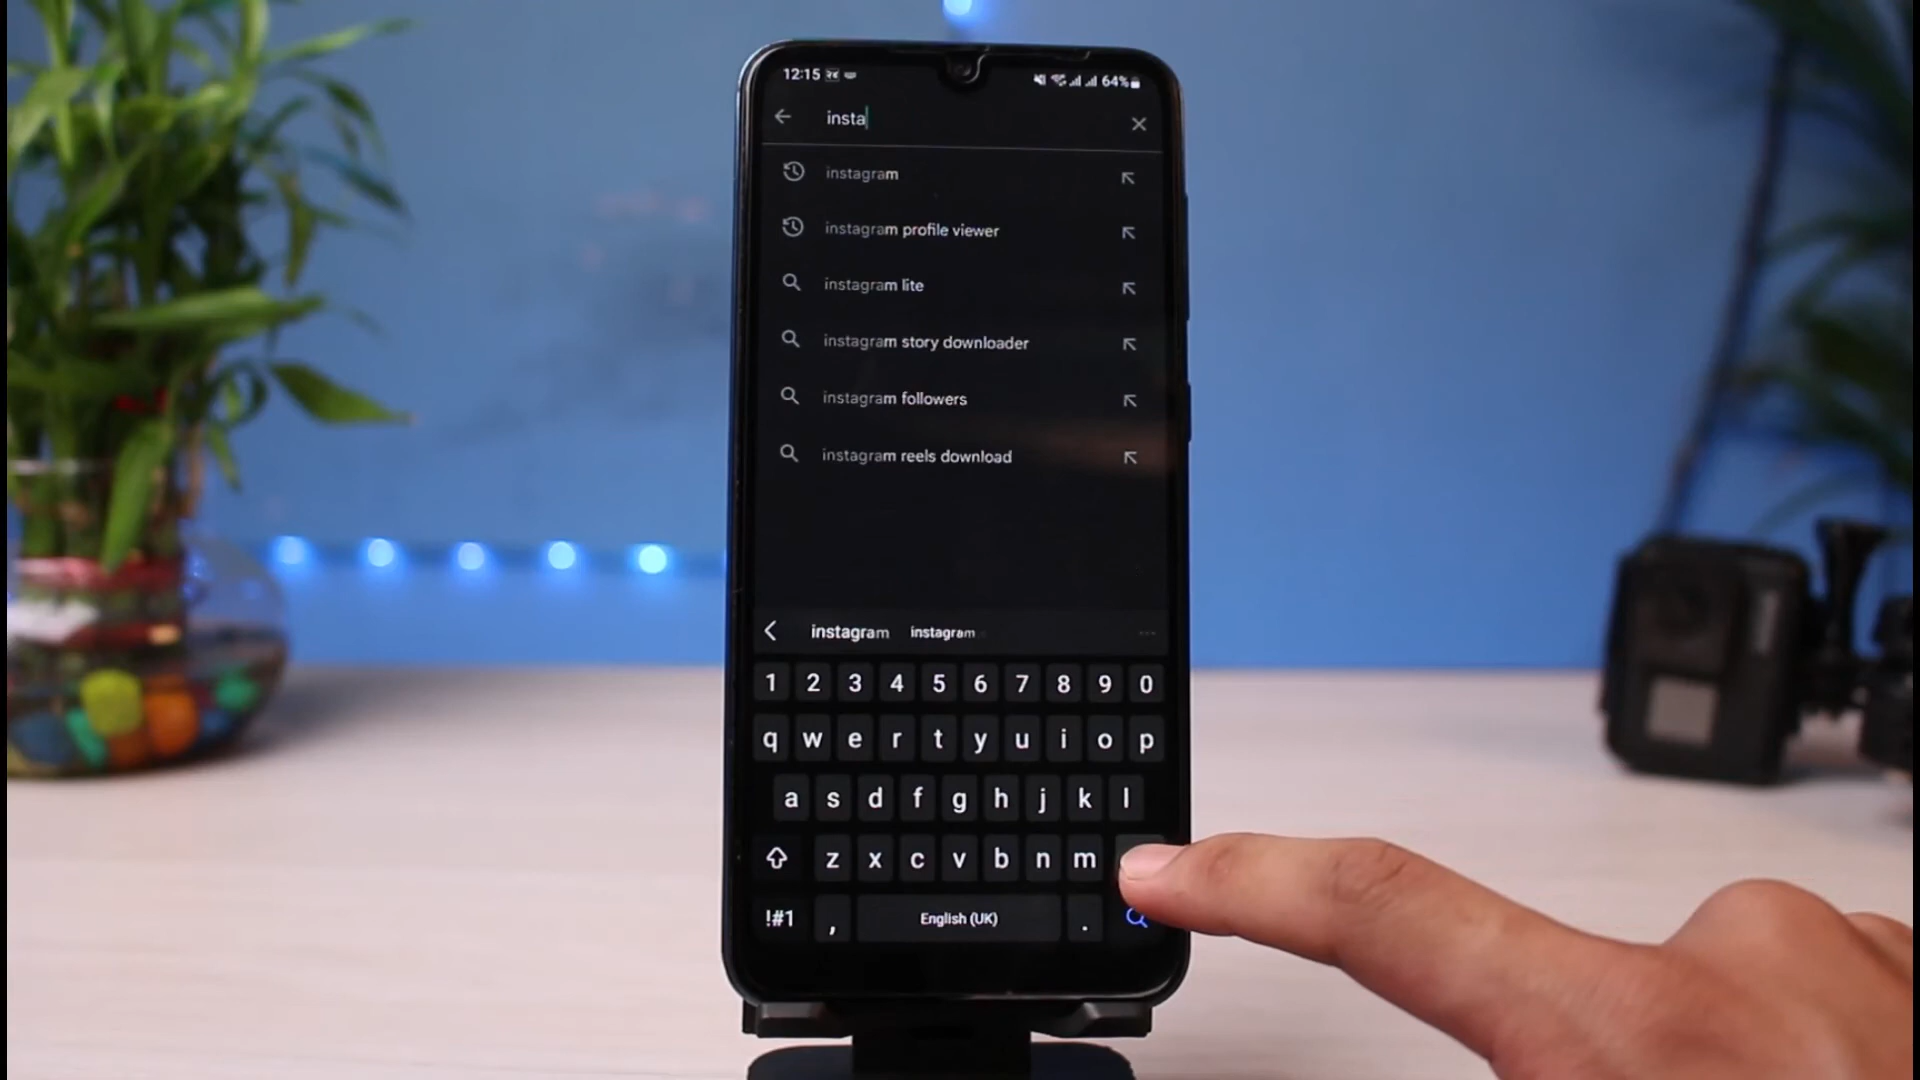 12:15 64%
insta
instagram
instagram profile viewer
instagram lite
instagram story downloader
instagram followers
instagram reels download
instagram instagram
1 2 3 4 5 6 7 8 9 0
q w e r t y u i o p
a s d f g h j k l
z x c v b n m
!#1 , English (UK) .